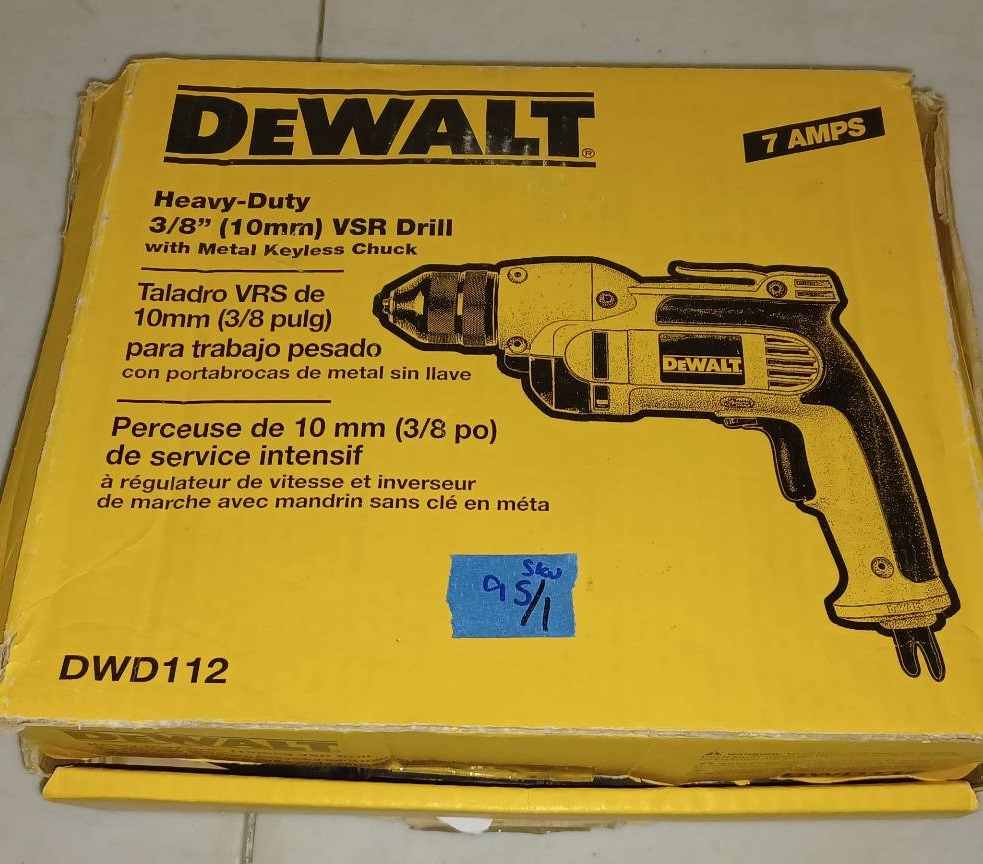 DEWALT®
7 AMPS
Heavy-Duty
3/8" (10mm) VSR Drill
with Metal Keyless Chuck
Taladro VRS de
10mm (3/8 pulg)
para trabajo pesado
con portabrocas de metal sin llave
DEWALT
Perceuse de 10 mm (3/8 po)
de service intensif
à régulateur de vitesse et inverseur
de marche avec mandrin sans clé en méta
SKU
95/1
DWD112
DEWALT